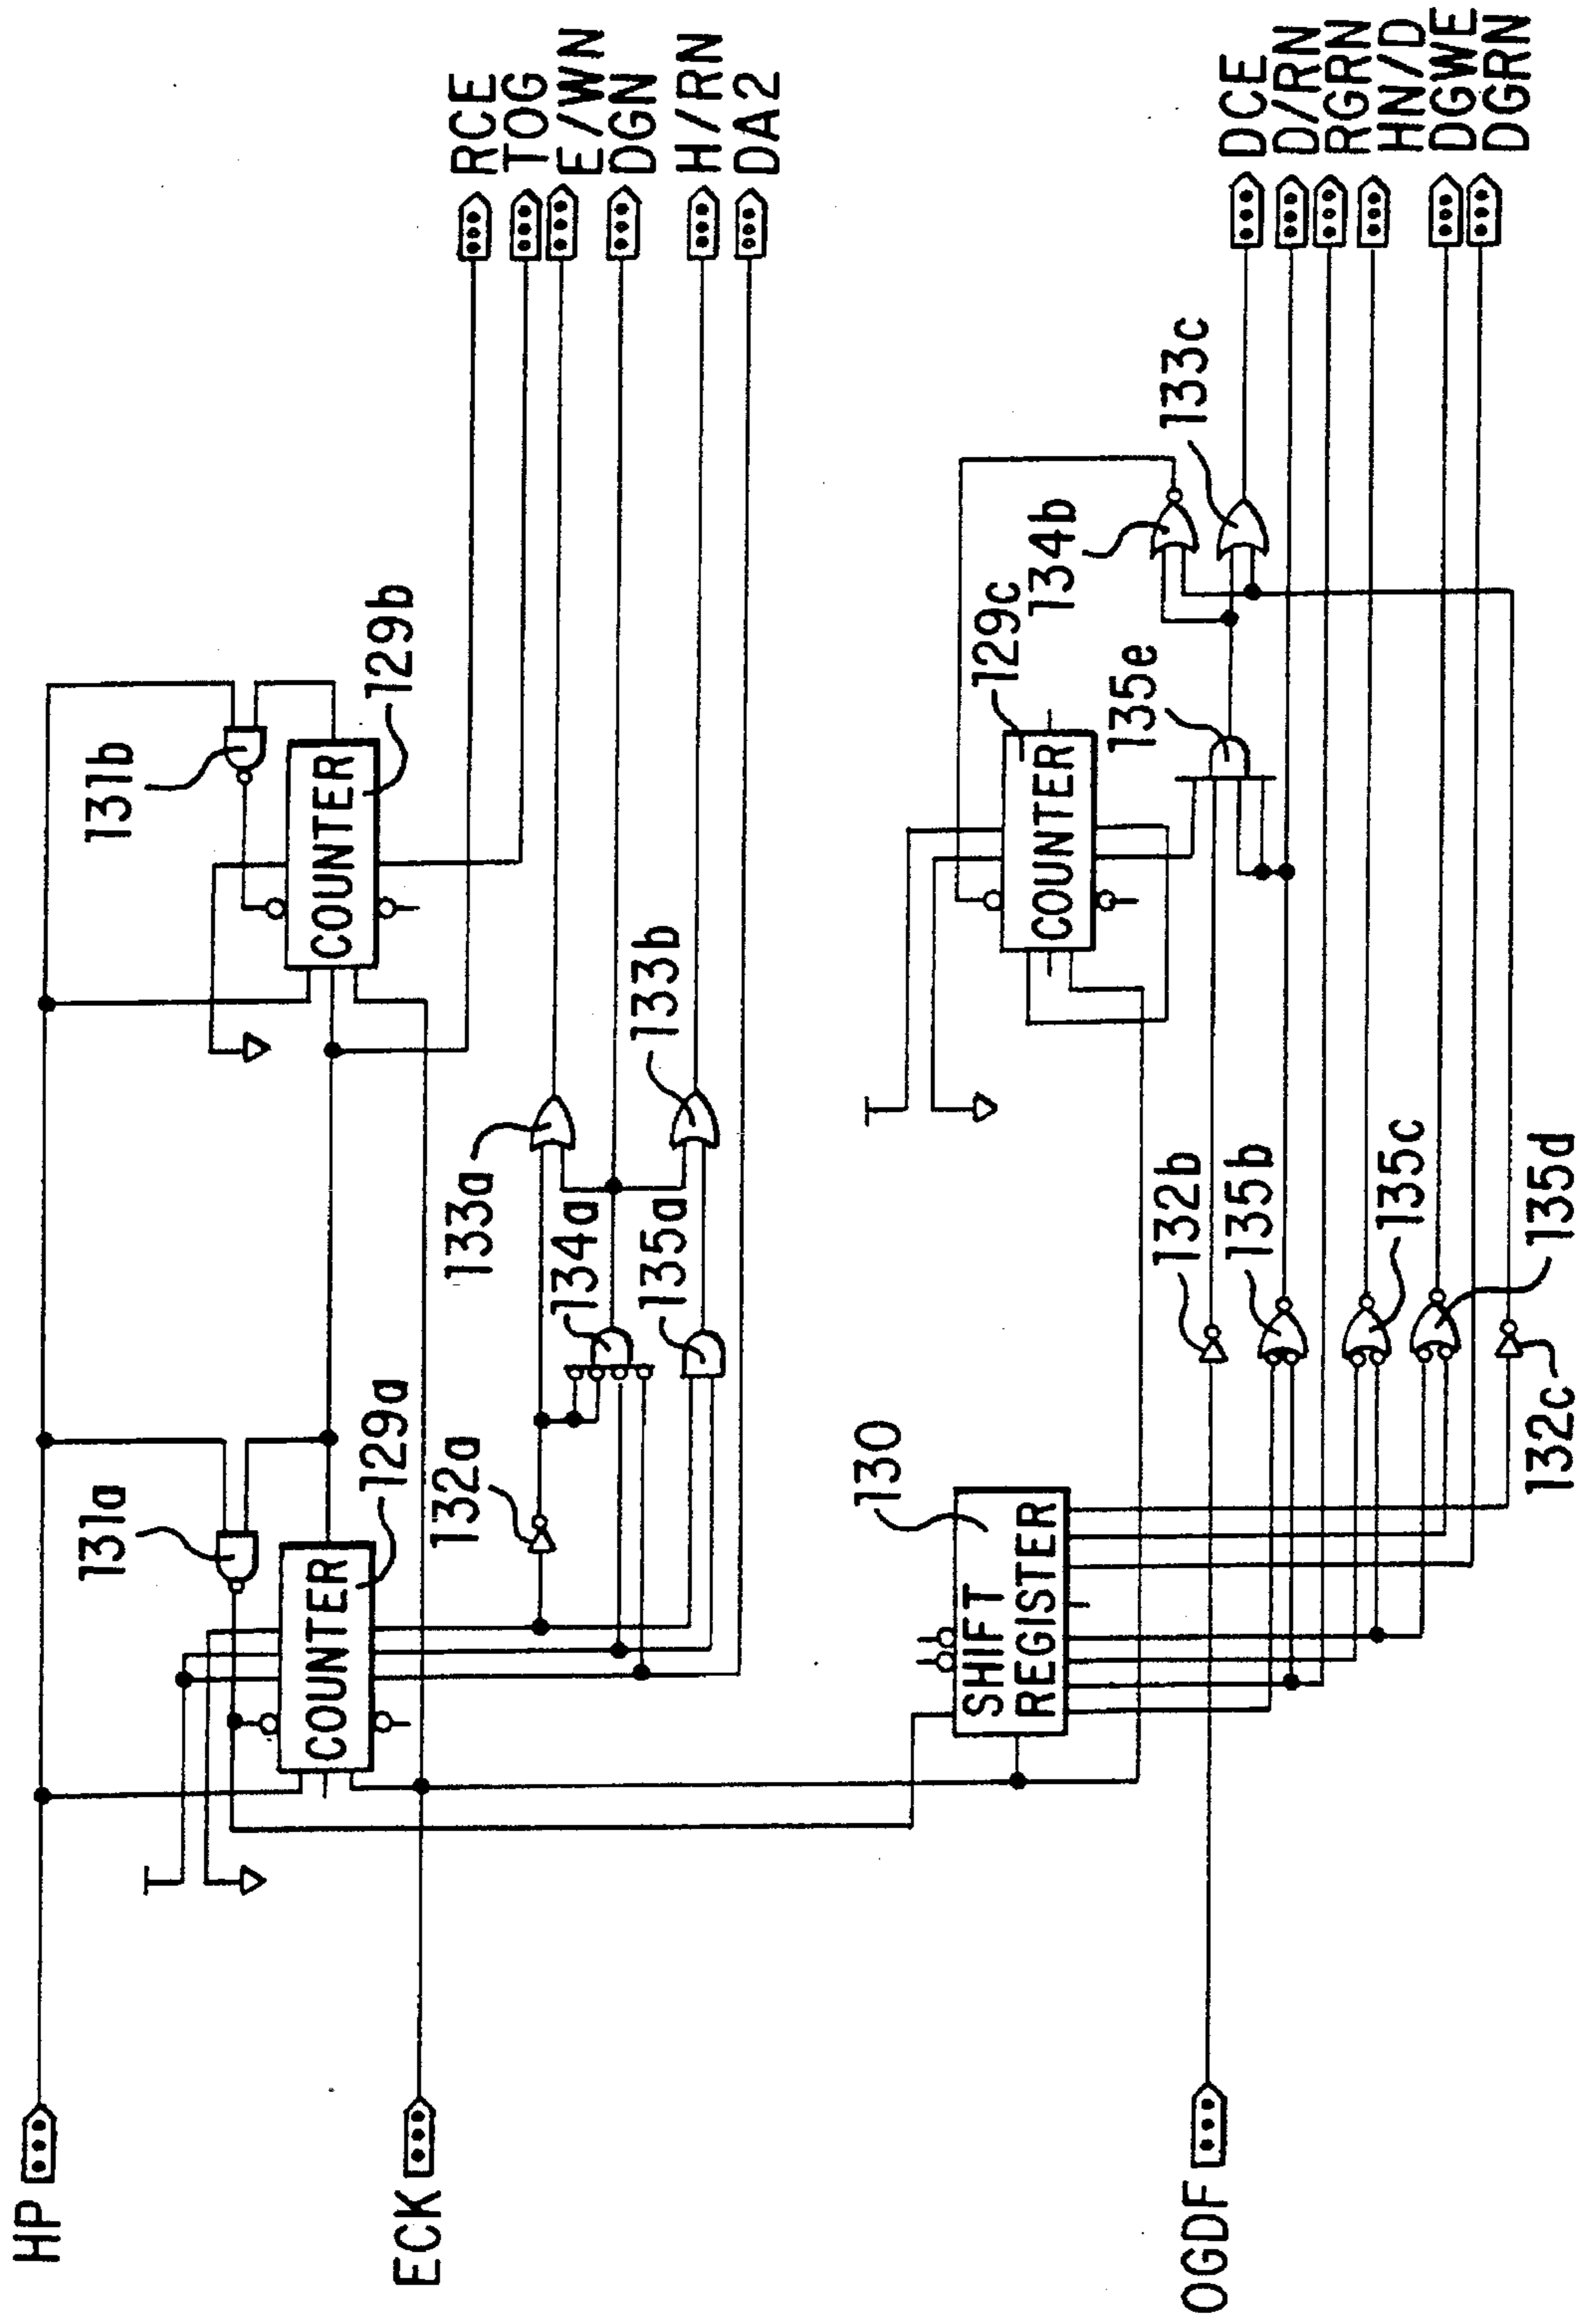 HP
ECK
OGDF
131a
COUNTER
129a
132a
134a
135a
133a
133b
131b
COUNTER
129b
RCE
TOG
E/WN
DGN
H/RN
DA2
SHIFT
REGISTER
130
132b
135b
135c
135d
132c
COUNTER
129c
135e
134b
133c
DCE
D/RN
RGRN
HN/D
DGWE
DGRN